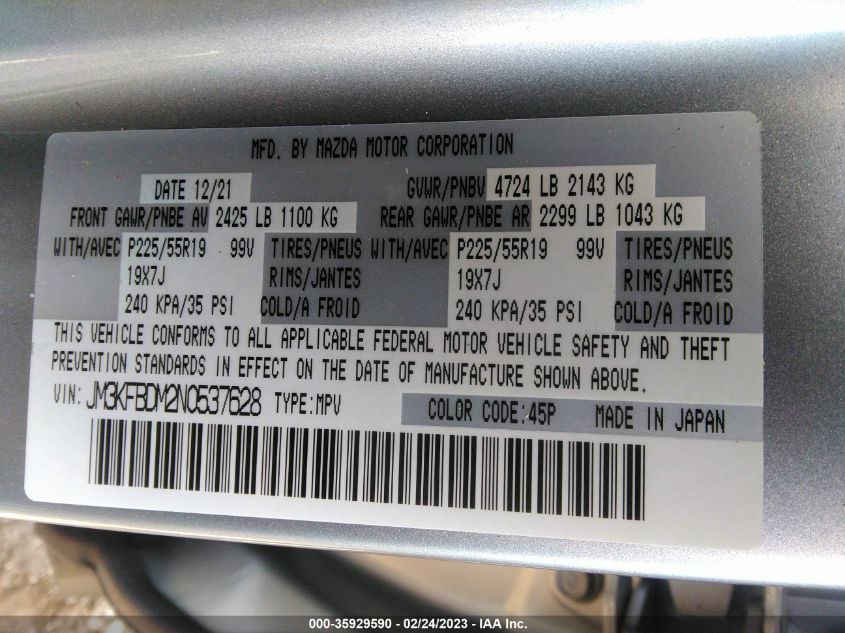 MFD. BY MAZDA MOTOR CORPORATION
DATE 12/21 GVWR/PNBV 4724 LB 2143 KG
FRONT GAWR/PNBE AV 2425 LB 1100 KG REAR GAWR/PNBE AR 2299 LB 1043 KG
WITH/AVEC P225/55R19 99V TIRES/PNEUS WITH/AVEC P225/55R19 99V TIRES/PNEUS
19X7J RIMS/JANTES 19X7J RIMS/JANTES
240 KPA/35 PSI COLD/A FROID 240 KPA/35 PSI COLD/A FROID
THIS VEHICLE CONFORMS TO ALL APPLICABLE FEDERAL MOTOR VEHICLE SAFETY AND THEFT
PREVENTION STANDARDS IN EFFECT ON THE DATE OF MANUFACTURE SHOWN ABOVE.
VIN: JM3KFBDM2N0537628 TYPE:MPV COLOR CODE:45P MADE IN JAPAN
000-35929590 - 02/24/2023 - IAA Inc.